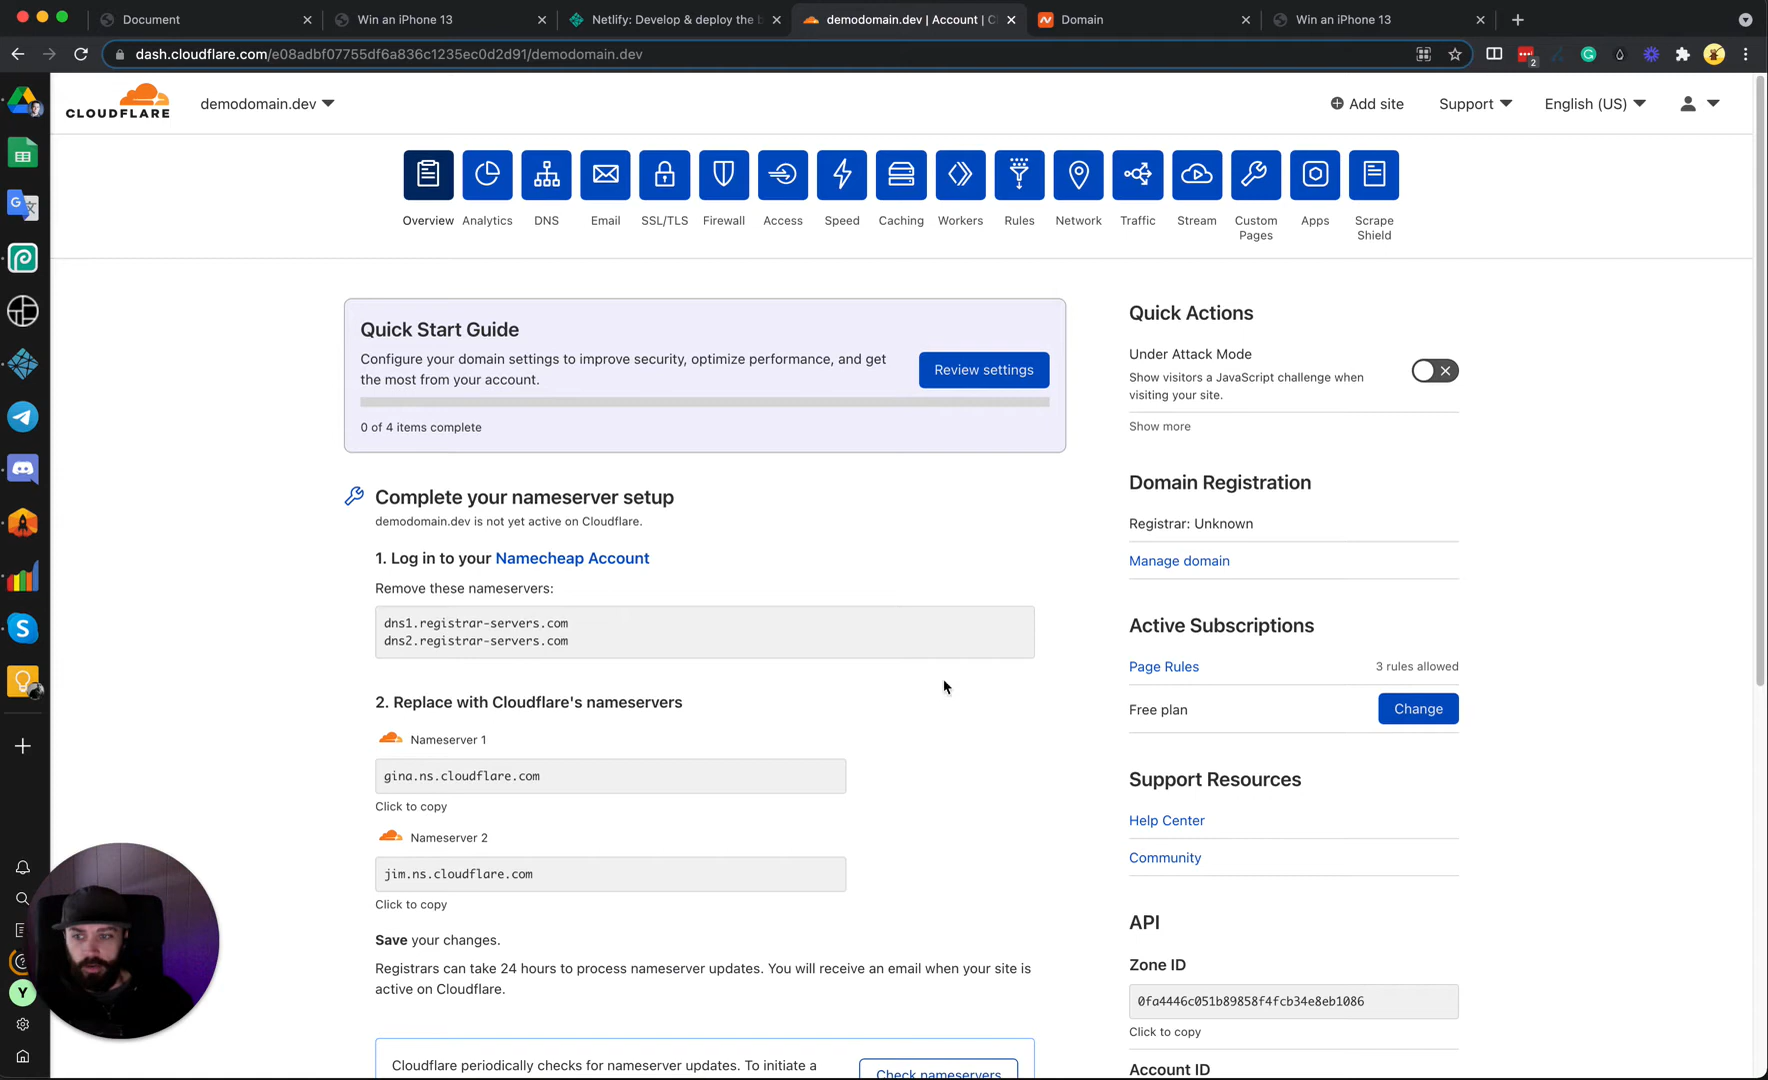 Document
Win an iPhone 13
Netlify: Develop & deploy the b
demodomain.dev | Account | C
Domain
Win an iPhone 13
dash.cloudflare.com/e08adbf07755df6a836c1235ec0d2d91/demodomain.dev
2
CLOUDFLARE
demodomain.dev
Add site
Support
English (US)
Overview
Analytics
DNS
Email
SSL/TLS
Firewall
Access
Speed
Caching
Workers
Rules
Network
Traffic
Stream
Custom
Pages
Apps
Scrape
Shield
Quick Start Guide
Configure your domain settings to improve security, optimize performance, and get
the most from your account.
Review settings
0 of 4 items complete
Complete your nameserver setup
demodomain.dev is not yet active on Cloudflare.
1. Log in to your Namecheap Account
Remove these nameservers:
dns1.registrar-servers.com
dns2.registrar-servers.com
2. Replace with Cloudflare's nameservers
Nameserver 1
gina.ns.cloudflare.com
Click to copy
Nameserver 2
jim.ns.cloudflare.com
Click to copy
Save your changes.
Registrars can take 24 hours to process nameserver updates. You will receive an email when your site is
active on Cloudflare.
Cloudflare periodically checks for nameserver updates. To initiate a
Check nameservers
Quick Actions
Under Attack Mode
Show visitors a JavaScript challenge when
visiting your site.
Show more
Domain Registration
Registrar: Unknown
Manage domain
Active Subscriptions
Page Rules
3 rules allowed
Free plan
Change
Support Resources
Help Center
Community
API
Zone ID
0fa4446c051b89858f4fcb34e8eb1086
Click to copy
Account ID
Y